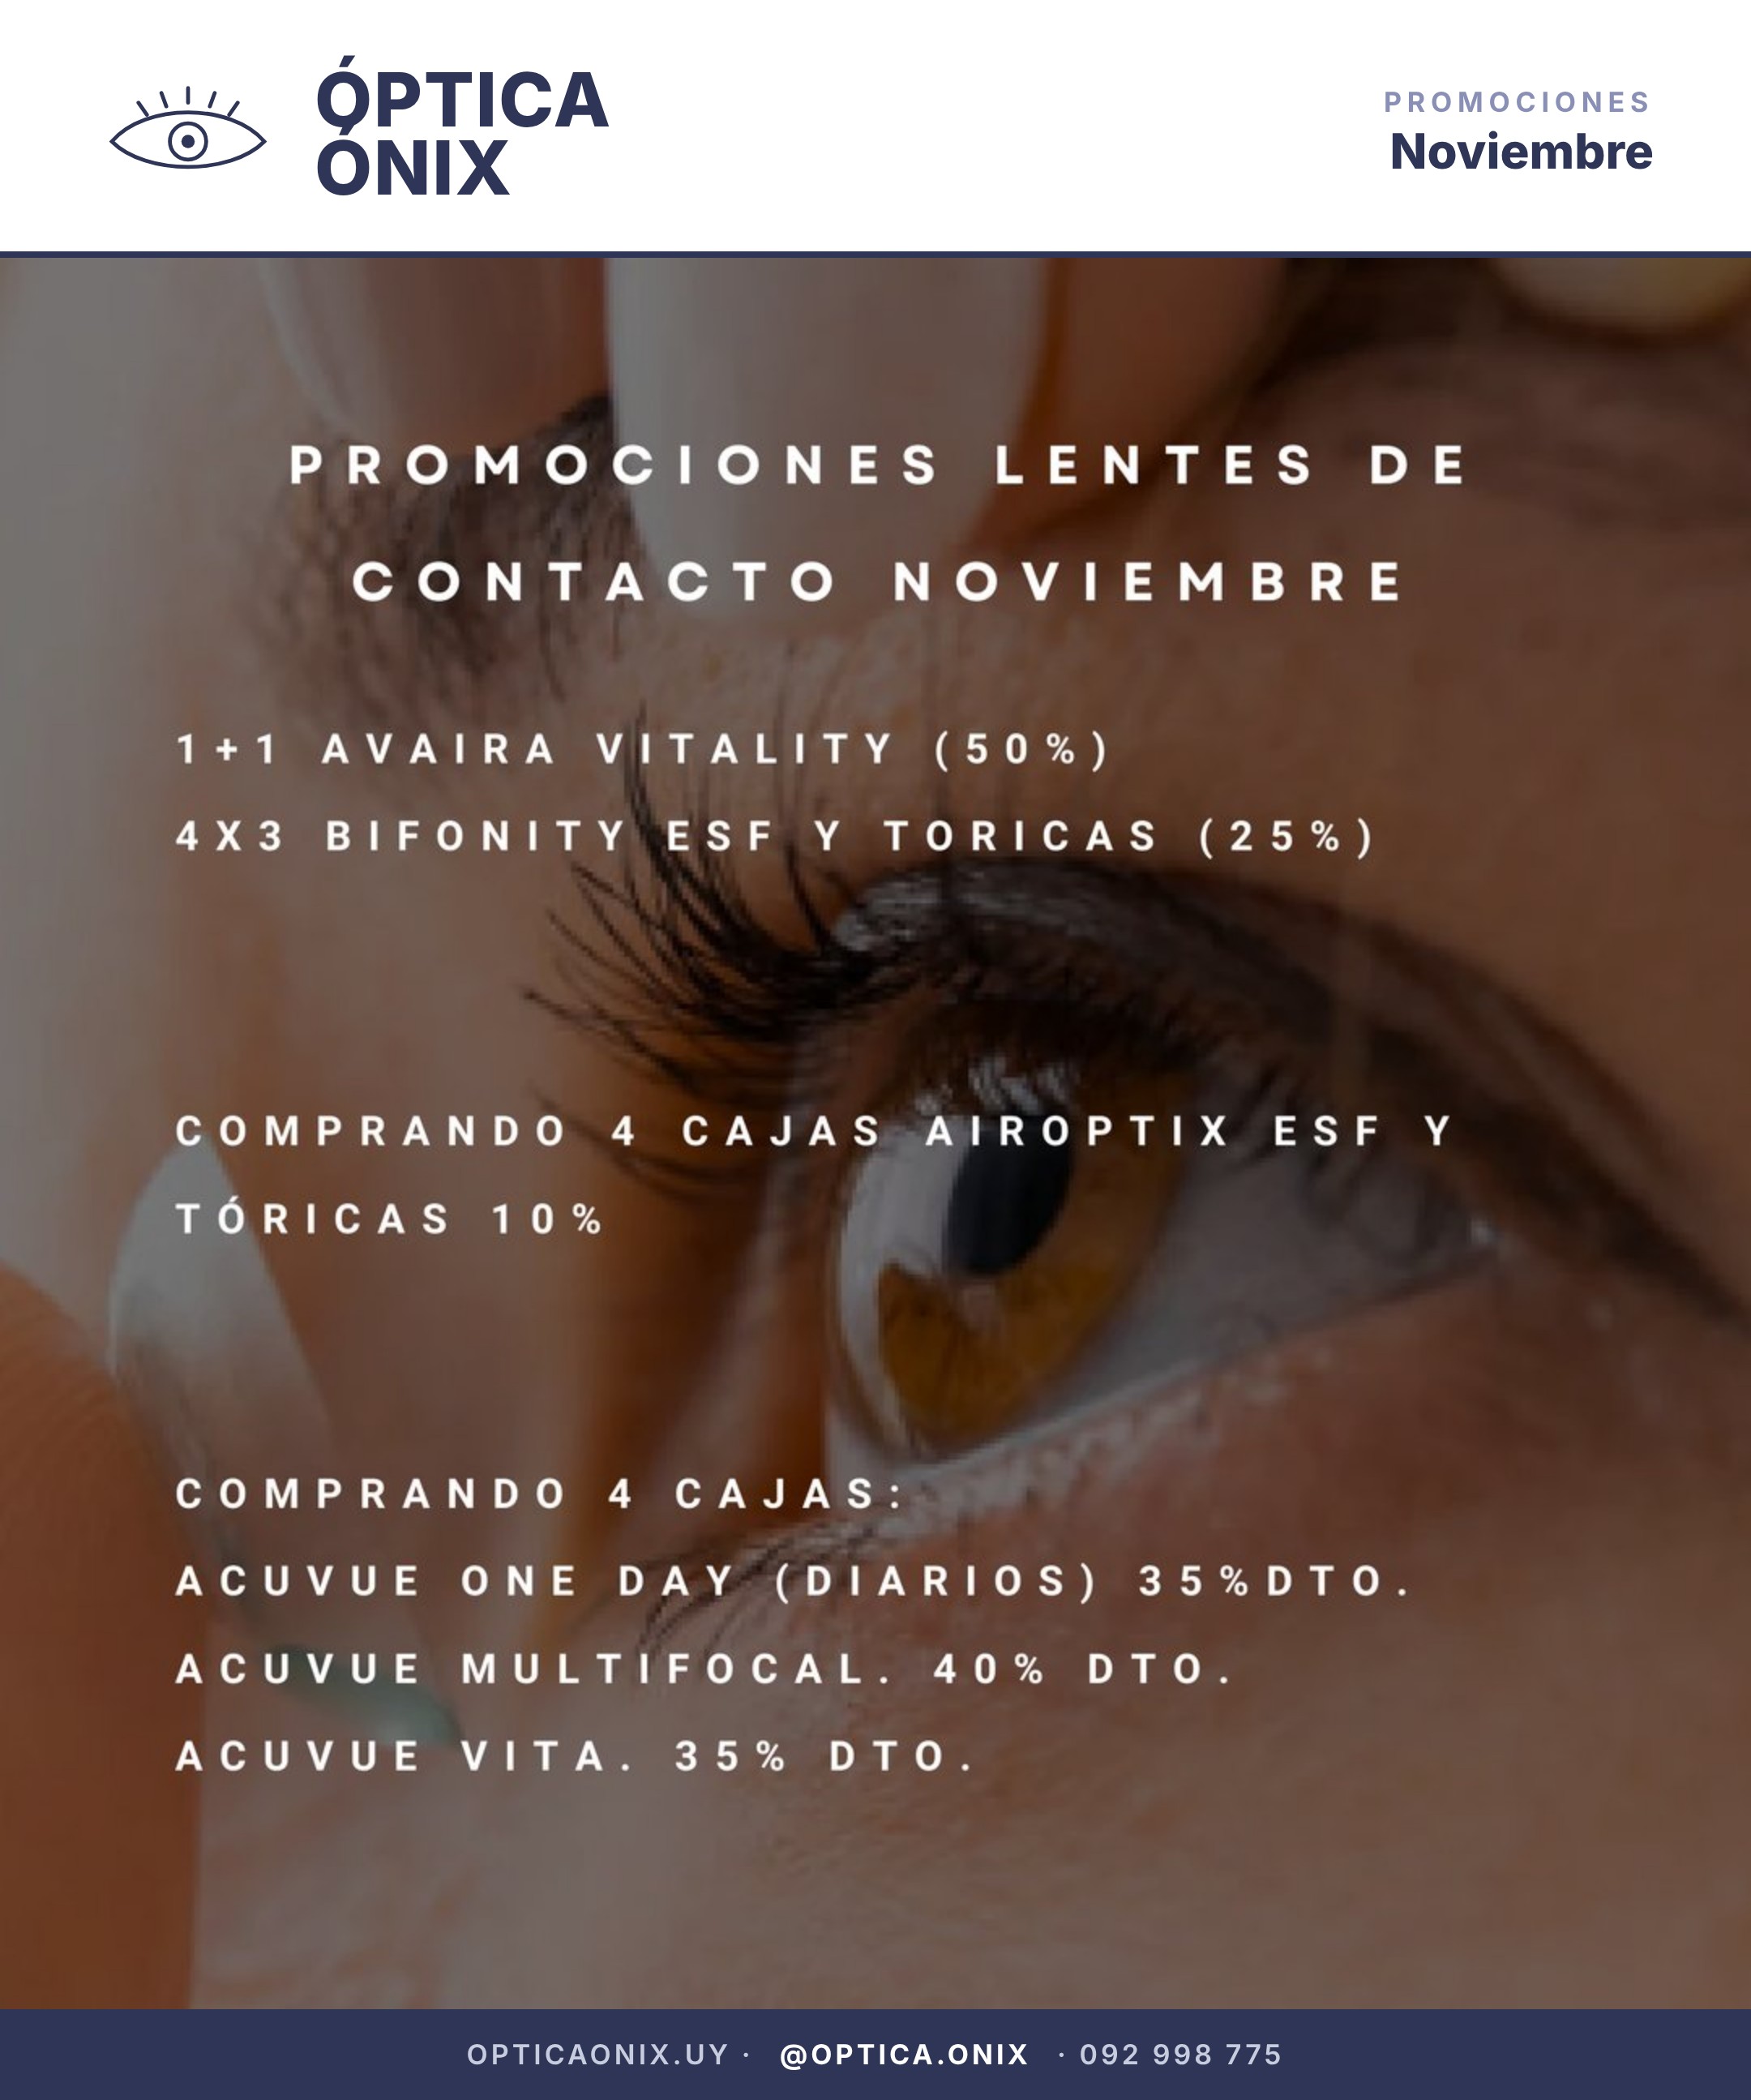 ÓPTICA
ÓNIX
PROMOCIONES
Noviembre
PROMOCIONES LENTES DE
CONTACTO NOVIEMBRE
1+1 AVAIRA VITALITY (50%)
4X3 BIFONITY ESF Y TORICAS (25%)
COMPRANDO 4 CAJAS AIROPTIX ESF Y
TÓRICAS 10%
COMPRANDO 4 CAJAS:
ACUVUE ONE DAY (DIARIOS) 35%DTO.
ACUVUE MULTIFOCAL. 40% DTO.
ACUVUE VITA. 35% DTO.
OPTICAONIX.UY · @OPTICA.ONIX · 092 998 775